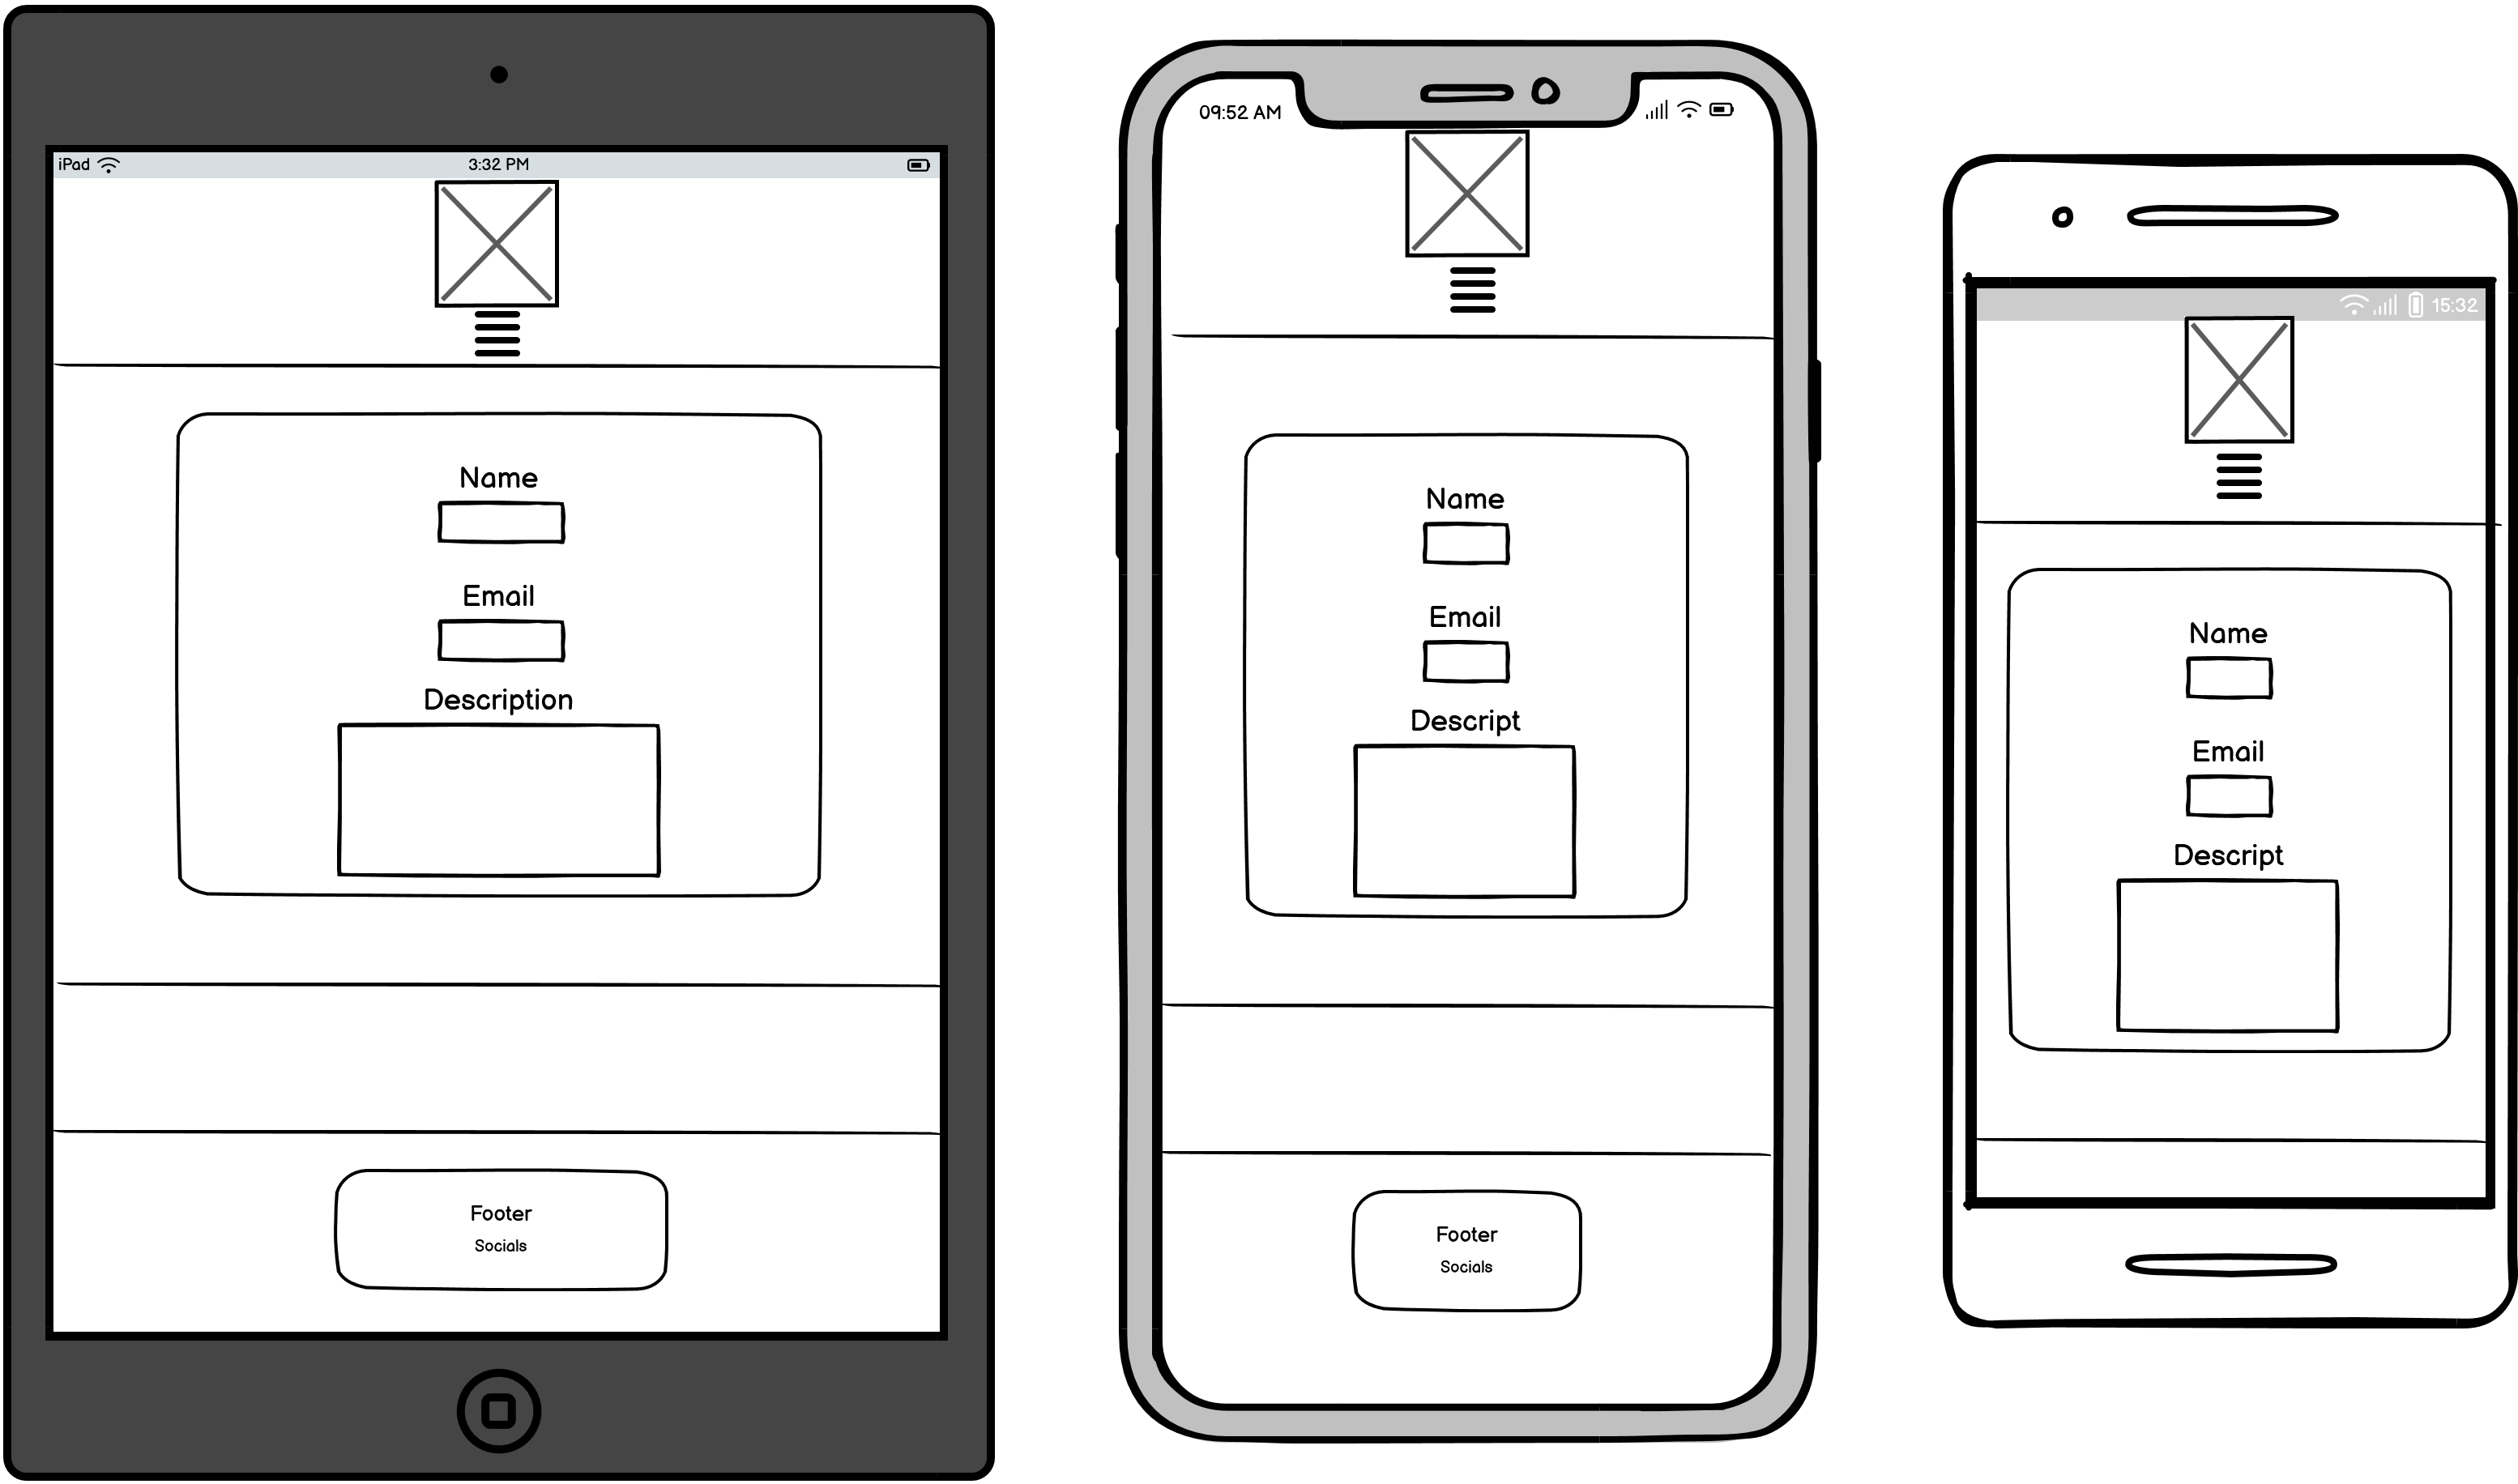 iPad
3:32 PM
Name
Email
Description
Footer
Socials
09:52 AM
Name
Email
Descript
Footer
Socials
15:32
Name
Email
Descript